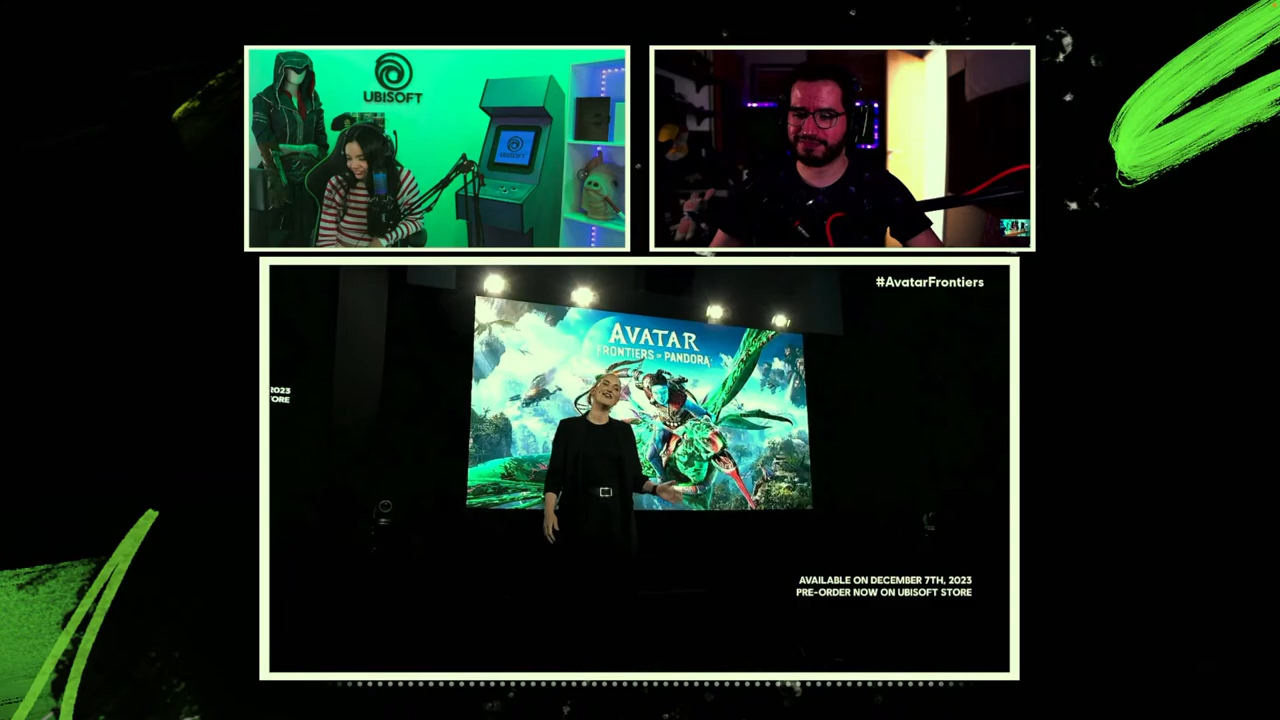 UBISOFT
UBISOFT
#AvatarFrontiers
AVATAR
FRONTIERS OF PANDORA
2023
ORE
AVAILABLE ON DECEMBER 7TH, 2023
PRE-ORDER NOW ON UBISOFT STORE